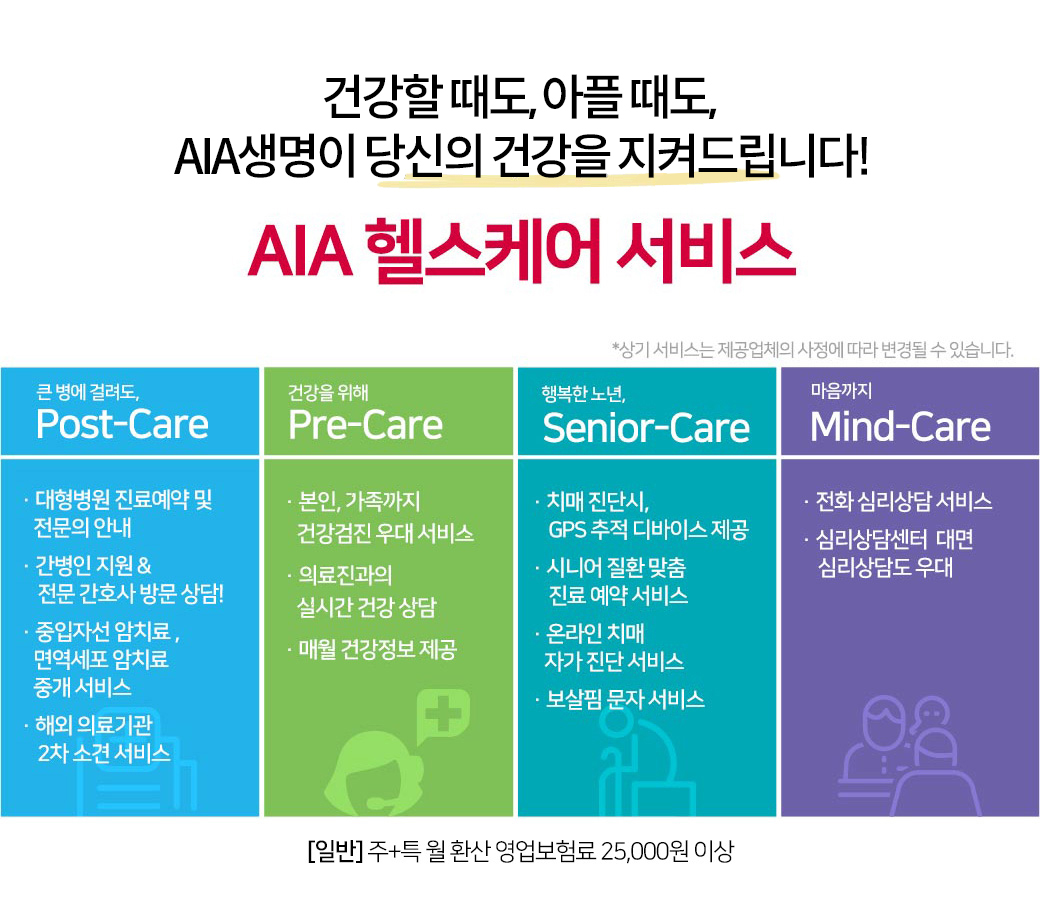 건강할 때도, 아플 때도,
AIA생명이 당신의 건강을 지켜드립니다!
AIA 헬스케어 서비스
*상기 서비스는 제공업체의 사정에 따라 변경될 수 있습니다.
큰 병에 걸려도,
Post-Care
· 대형병원 진료예약 및
전문의 안내
· 간병인 지원 &
전문 간호사 방문 상담!
· 중입자선 암치료 ,
면역세포 암치료
중개 서비스
· 해외 의료기관
2차 소견 서비스
건강을 위해
Pre-Care
· 본인, 가족까지
건강검진 우대 서비스
· 의료진과의
실시간 건강 상담
· 매월 건강정보 제공
행복한 노년,
Senior-Care
· 치매 진단시,
GPS 추적 디바이스 제공
· 시니어 질환 맞춤
진료 예약 서비스
· 온라인 치매
자가 진단 서비스
· 보살핌 문자 서비스
마음까지
Mind-Care
· 전화 심리상담 서비스
· 심리상담센터 대면
심리상담도 우대
[일반] 주+특 월 환산 영업보험료 25,000원 이상